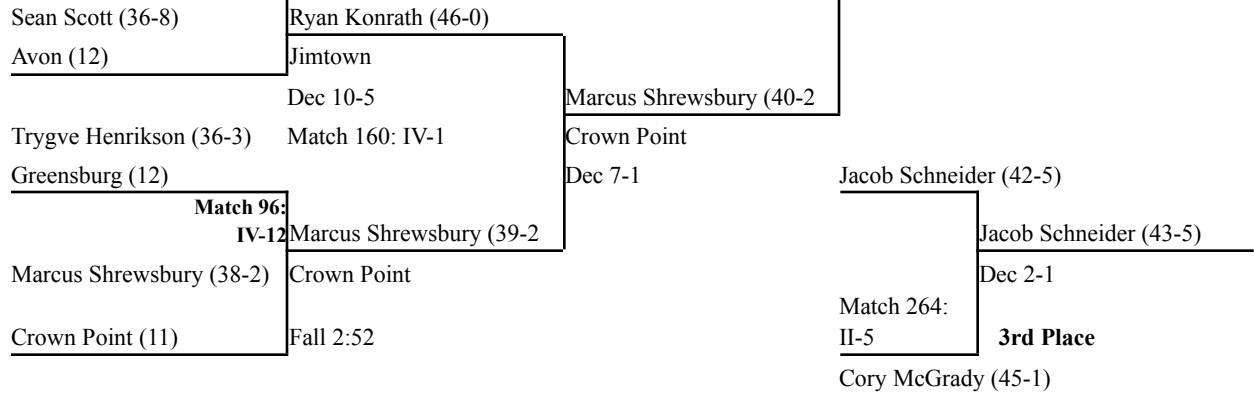 Sean Scott (36-8)
Avon (12)
Ryan Konrath (46-0)
Jimtown
Dec 10-5
Match 160: IV-1
Trygve Henrikson (36-3)
Greensburg (12)
Match 96:
IV-12
Marcus Shrewsbury (38-2)
Crown Point (11)
Marcus Shrewsbury (39-2
Crown Point
Fall 2:52
Marcus Shrewsbury (40-2
Crown Point
Dec 7-1
Jacob Schneider (42-5)
Match 264:
II-5
Cory McGrady (45-1)
Jacob Schneider (43-5)
Dec 2-1
3rd Place